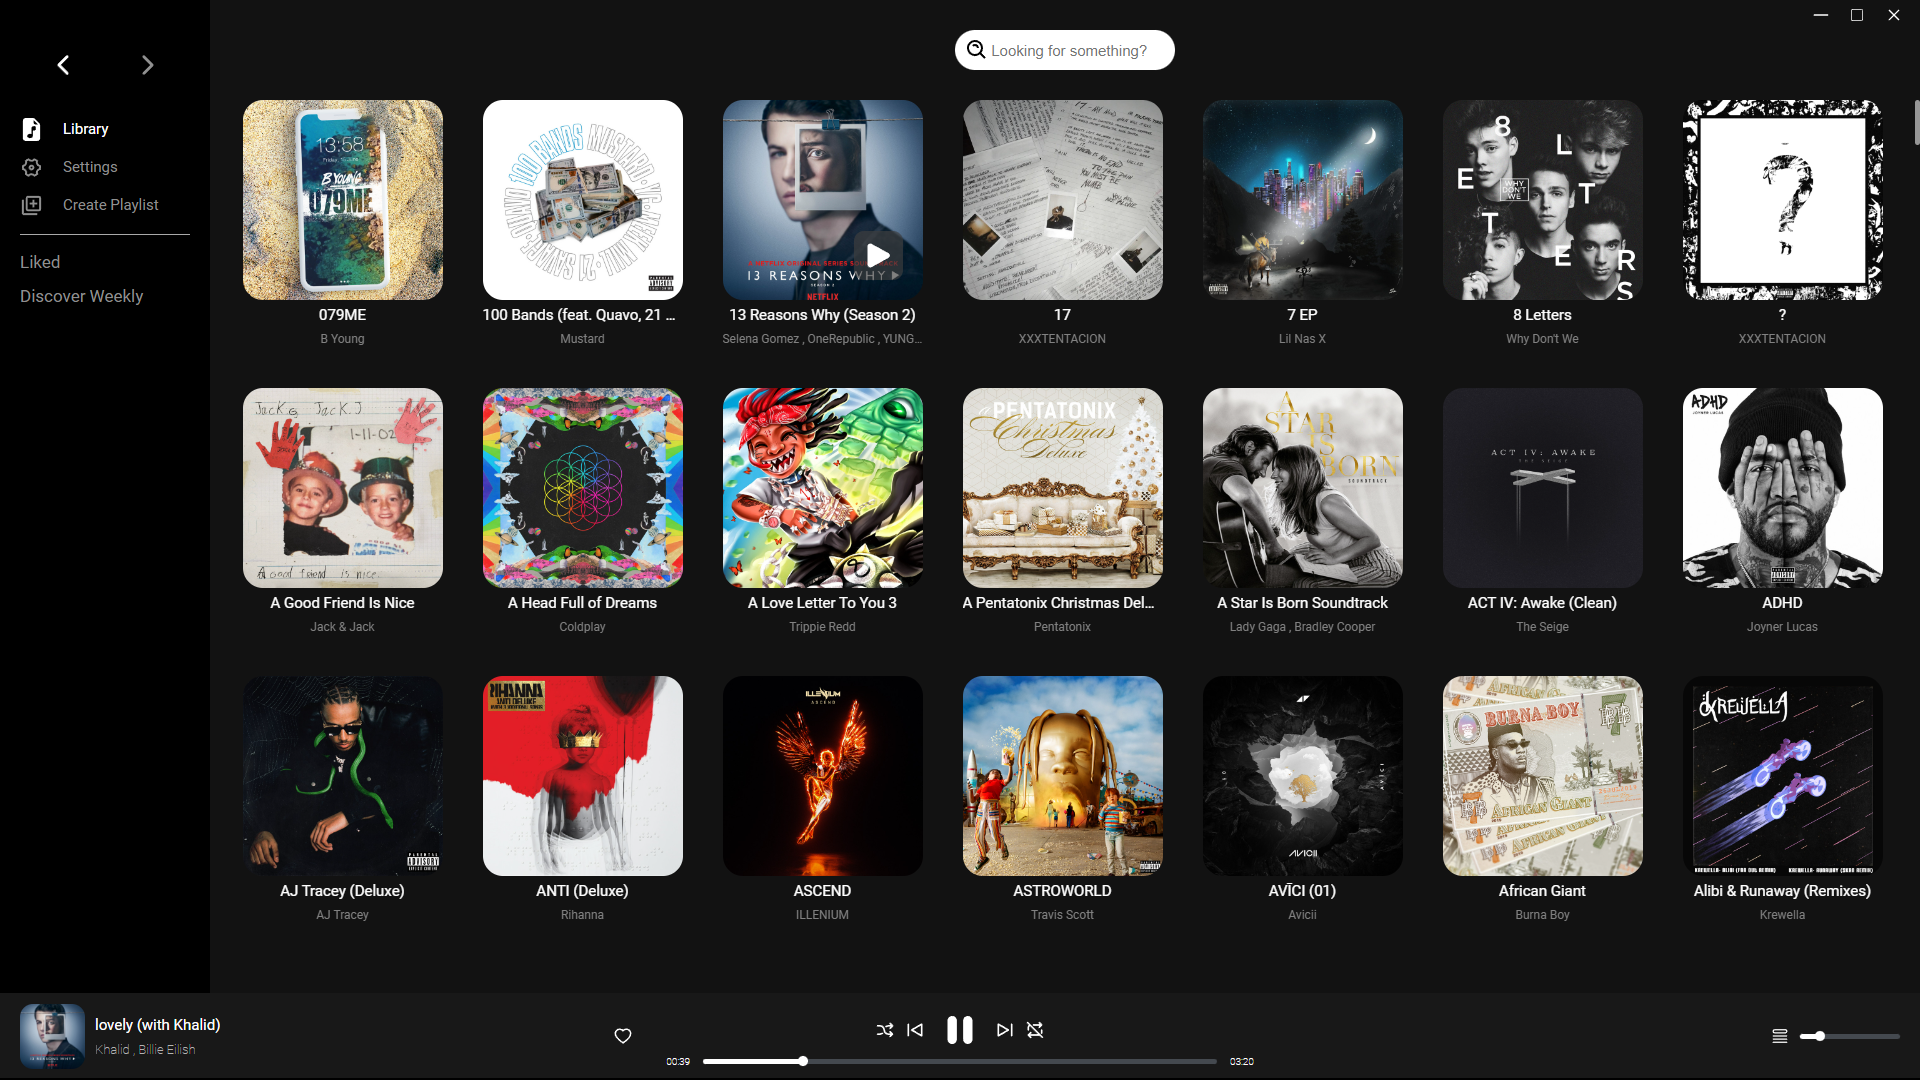 Looking for something?
Library
Settings
Create Playlist
Liked
Discover Weekly
13:58
B YOUNG
079ME
100 BANDS MUSTARD
13 REASONS WHY
SEASON 2
NETFLIX
8 L
E WHY DON'T WE T
T E R
S
?
079ME
100 Bands (feat. Quavo, 21 ...
13 Reasons Why (Season 2)
17
7 EP
8 Letters
?
B Young
Mustard
Selena Gomez , OneRepublic , YUNG...
XXXTENTACION
Lil Nas X
Why Don't We
XXXTENTACION
Jack & Jack J
1-11-02
A good friend is nice.
PENTATONIX
Christmas
Deluxe
A
STAR
IS
BORN
SOUNDTRACK
ACT IV: AWAKE
THE SEIGE
ADHD
JOYNER LUCAS
A Good Friend Is Nice
A Head Full of Dreams
A Love Letter To You 3
A Pentatonix Christmas Del...
A Star Is Born Soundtrack
ACT IV: Awake (Clean)
ADHD
Jack & Jack
Coldplay
Trippie Redd
Pentatonix
Lady Gaga , Bradley Cooper
The Seige
Joyner Lucas
RIHANNA
ANTI DELUXE
ILLENIUM
ASCEND
AVICII
BURNA BOY
AFRICAN GIANT
KREWELLA
AJ Tracey (Deluxe)
ANTI (Deluxe)
ASCEND
ASTROWORLD
AVĪCI (01)
African Giant
Alibi & Runaway (Remixes)
AJ Tracey
Rihanna
ILLENIUM
Travis Scott
Avicii
Burna Boy
Krewella
lovely (with Khalid)
Khalid , Billie Eilish
00:39
03:20